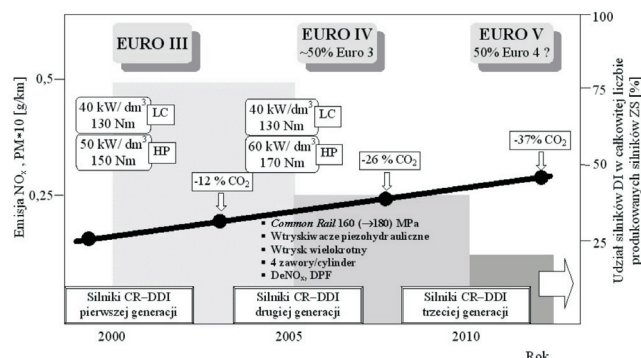 EURO III
EURO IV
~50% Euro 3
EURO V
50% Euro 4 ?
100
75
50
25
0,5
0,25
Emisja NOx , PM*10 [g/km]
Udział silników DI w całkowitej liczbie
produkowanych silników ZS [%]
40 kW/ dm³
130 Nm
LC
50 kW/ dm³
150 Nm
HP
40 kW/ dm³
130 Nm
LC
60 kW/ dm³
170 Nm
HP
-12 % CO₂
-26 % CO₂
-37% CO₂
▪ Common Rail 160 (→180) MPa
▪ Wtryskiwacze piezohydrauliczne
▪ Wtrysk wielokrotny
▪ 4 zawory/cylinder
▪ DeNOx, DPF
Silniki CR–DDI
pierwszej generacji
Silniki CR–DDI
drugiej generacji
Silniki CR–DDI
trzeciej generacji
2000
2005
2010
Rok